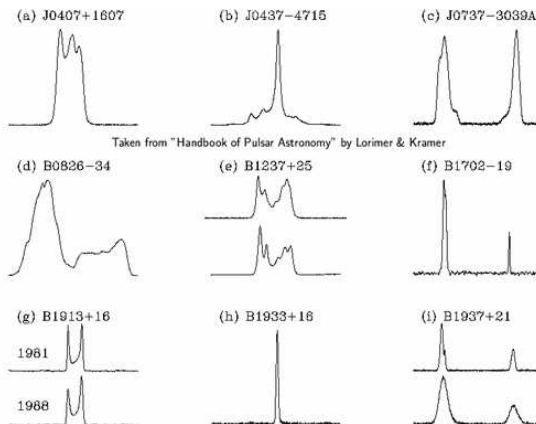 (a) J0407+1607 (b) J0437−4715 (c) J0737−3039A
Taken from "Handbook of Pulsar Astronomy" by Lorimer & Kramer
(d) B0826−34 (e) B1237+25 (f) B1702−19
(g) B1913+16 (h) B1933+16 (i) B1937+21
1981
1988